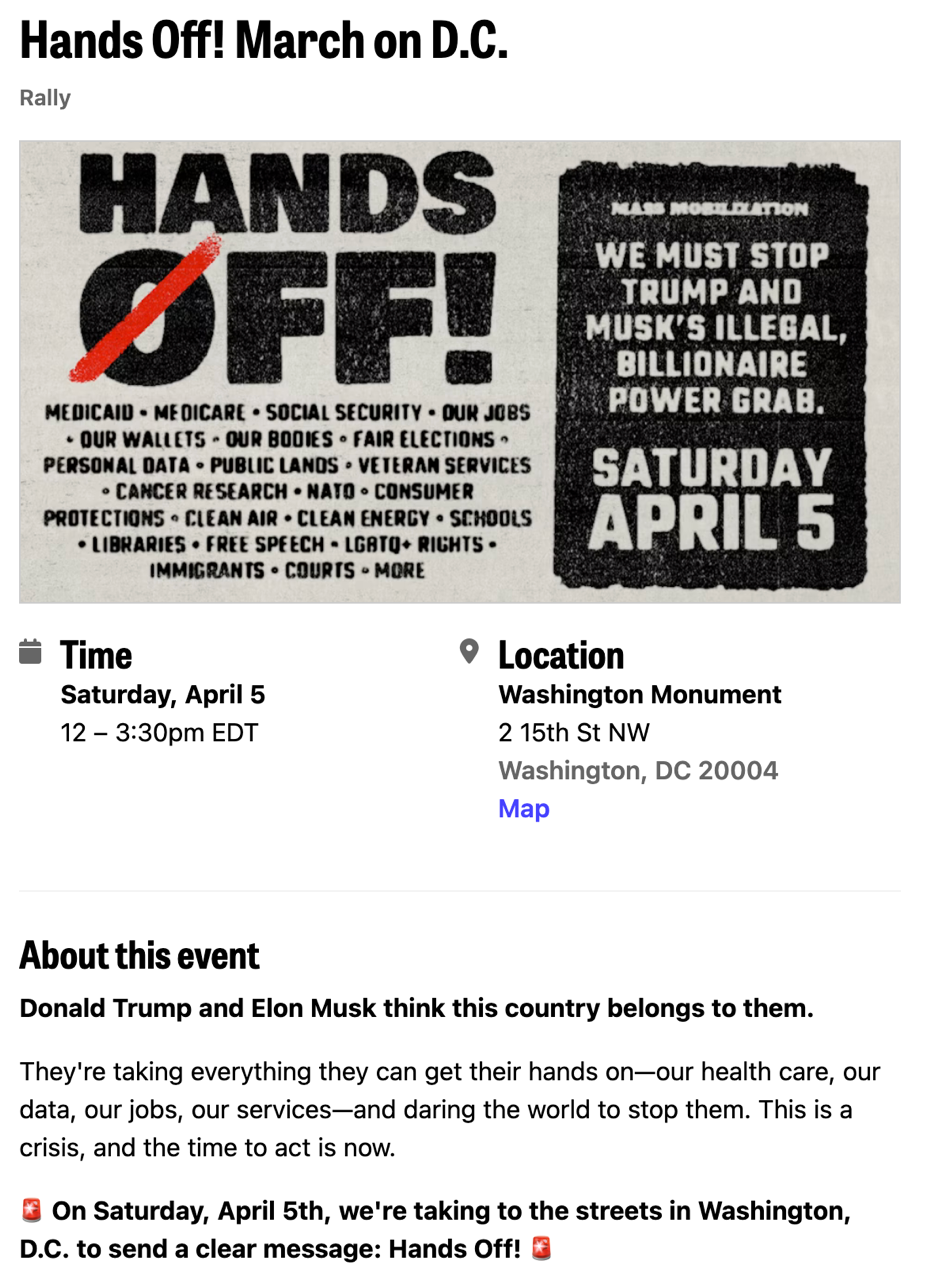 Hands Off! March on D.C.
Rally
HANDS
OFF!
MEDICAID • MEDICARE • SOCIAL SECURITY • OUR JOBS
• OUR WALLETS • OUR BODIES • FAIR ELECTIONS •
PERSONAL DATA • PUBLIC LANDS • VETERAN SERVICES
• CANCER RESEARCH • NATO • CONSUMER
PROTECTIONS • CLEAN AIR • CLEAN ENERGY • SCHOOLS
• LIBRARIES • FREE SPEECH • LGBTQ+ RIGHTS •
IMMIGRANTS • COURTS • MORE
MASS MOBILIZATION
WE MUST STOP
TRUMP AND
MUSK'S ILLEGAL,
BILLIONAIRE
POWER GRAB.
SATURDAY
APRIL 5
Time
Saturday, April 5
12 – 3:30pm EDT
Location
Washington Monument
2 15th St NW
Washington, DC 20004
Map
About this event
Donald Trump and Elon Musk think this country belongs to them.
They're taking everything they can get their hands on—our health care, our
data, our jobs, our services—and daring the world to stop them. This is a
crisis, and the time to act is now.
🚨 On Saturday, April 5th, we're taking to the streets in Washington,
D.C. to send a clear message: Hands Off! 🚨